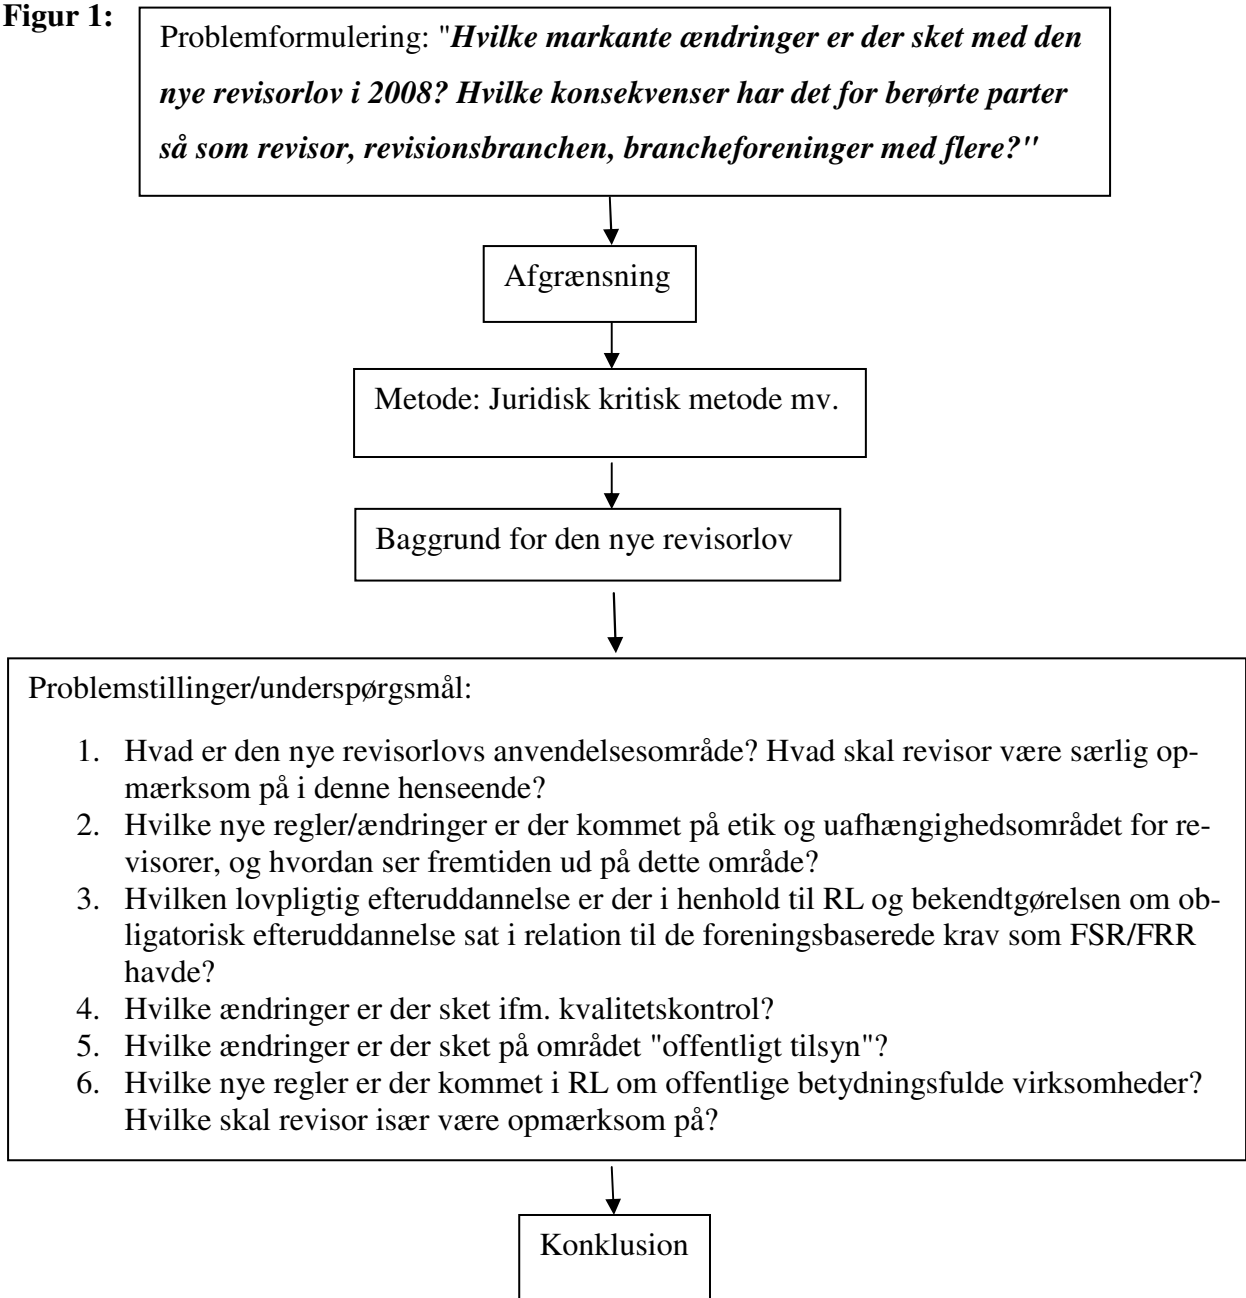 Figur 1:
Problemformulering: "Hvilke markante ændringer er der sket med den
nye revisorlov i 2008? Hvilke konsekvenser har det for berørte parter
så som revisor, revisionsbranchen, brancheforeninger med flere?"
Afgrænsning
Metode: Juridisk kritisk metode mv.
Baggrund for den nye revisorlov
Problemstillinger/underspørgsmål:
1. Hvad er den nye revisorlovs anvendelsesområde? Hvad skal revisor være særlig op-
mærksom på i denne henseende?
2. Hvilke nye regler/ændringer er der kommet på etik og uafhængighedsområdet for re-
visorer, og hvordan ser fremtiden ud på dette område?
3. Hvilken lovpligtig efteruddannelse er der i henhold til RL og bekendtgørelsen om ob-
ligatorisk efteruddannelse sat i relation til de foreningsbaserede krav som FSR/FRR
havde?
4. Hvilke ændringer er der sket ifm. kvalitetskontrol?
5. Hvilke ændringer er der sket på området "offentligt tilsyn"?
6. Hvilke nye regler er der kommet i RL om offentlige betydningsfulde virksomheder?
Hvilke skal revisor især være opmærksom på?
Konklusion